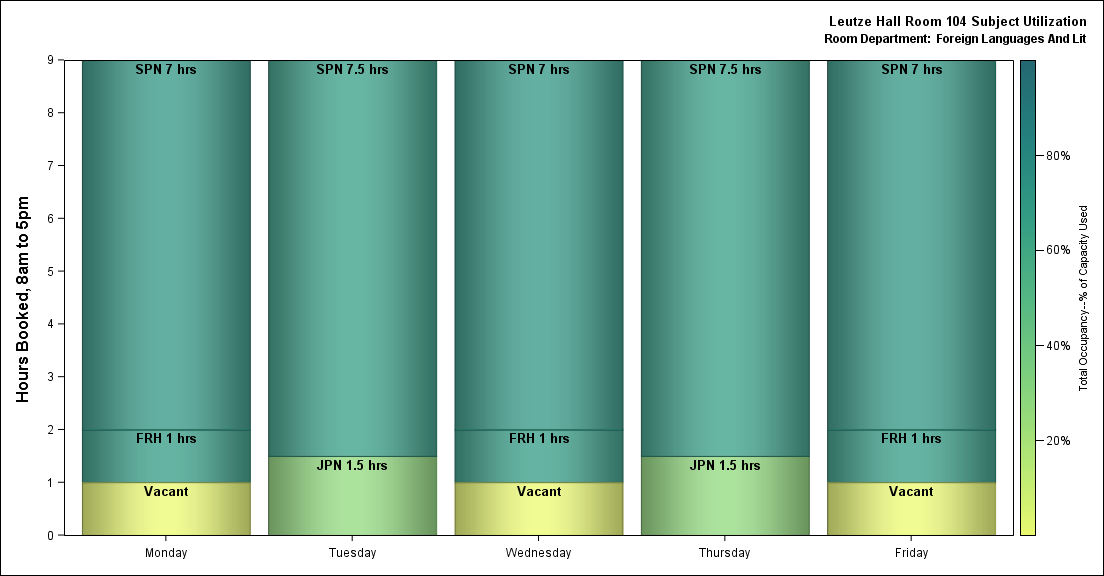 Leutze Hall Room 104 Subject Utilization
Room Department: Foreign Languages And Lit
Hours Booked, 8am to 5pm
9
8
7
6
5
4
3
2
1
0
SPN 7 hrs
FRH 1 hrs
Vacant
SPN 7.5 hrs
JPN 1.5 hrs
SPN 7 hrs
FRH 1 hrs
Vacant
SPN 7.5 hrs
JPN 1.5 hrs
SPN 7 hrs
FRH 1 hrs
Vacant
Monday
Tuesday
Wednesday
Thursday
Friday
80%
60%
40%
20%
Total Occupancy--% of Capacity Used